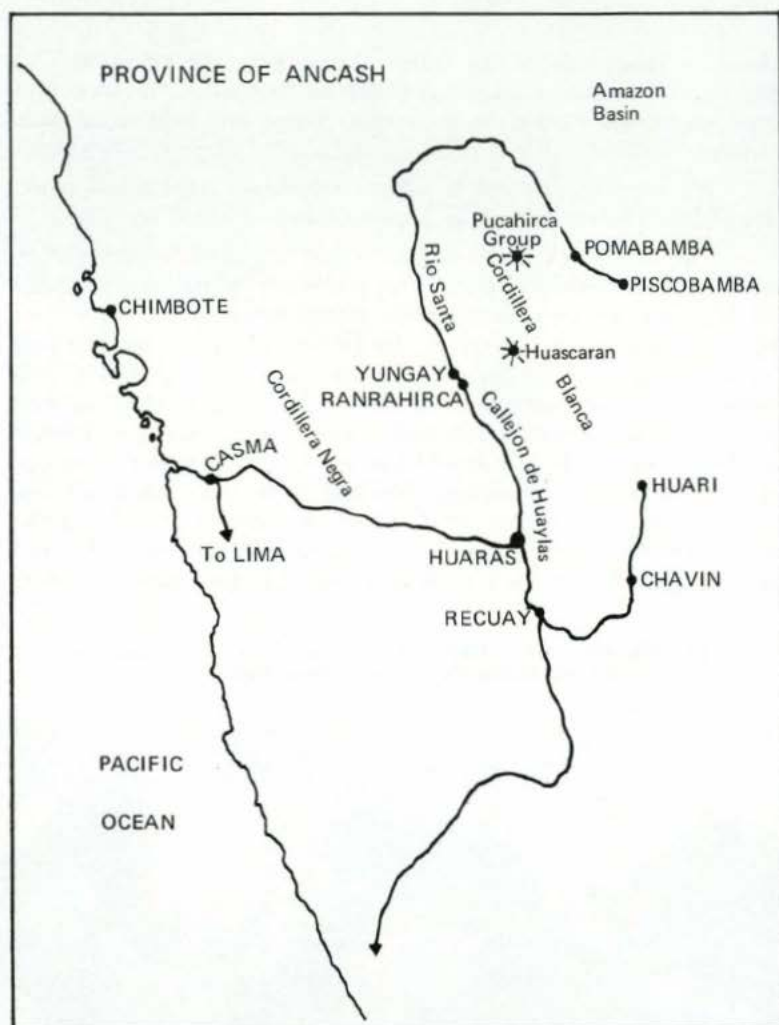 PROVINCE OF ANCASH
Amazon
Basin
Pucahirca
Group
POMABAMBA
PISCOBAMBA
Rio Santa
Cordillera
Blanca
CHIMBOTE
Huascaran
YUNGAY
RANRAHIRCA
Cordillera Negra
Callejon de Huaylas
CASMA
HUARI
To LIMA
HUARAS
CHAVIN
RECUAY
PACIFIC
OCEAN